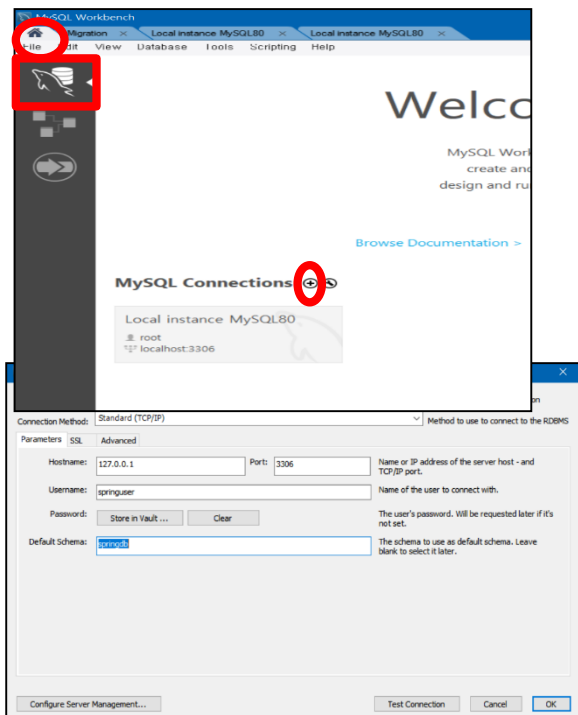 MySQL Workbench
Migration × Local instance MySQL80 × Local instance MySQL80 ×
File Edit View Database Tools Scripting Help
Welco
MySQL Worl
create and
design and ru
Browse Documentation >
MySQL Connections
Local instance MySQL80
root
localhost:3306
×
on
Connection Method: Standard (TCP/IP) Method to use to connect to the RDBMS
Parameters SSL Advanced
Hostname: 127.0.0.1 Port: 3306 Name or IP address of the server host - and
TCP/IP port.
Username: springuser Name of the user to connect with.
Password: Store in Vault ... Clear The user's password. Will be requested later if it's
not set.
Default Schema: springdb The schema to use as default schema. Leave
blank to select it later.
Configure Server Management... Test Connection Cancel OK